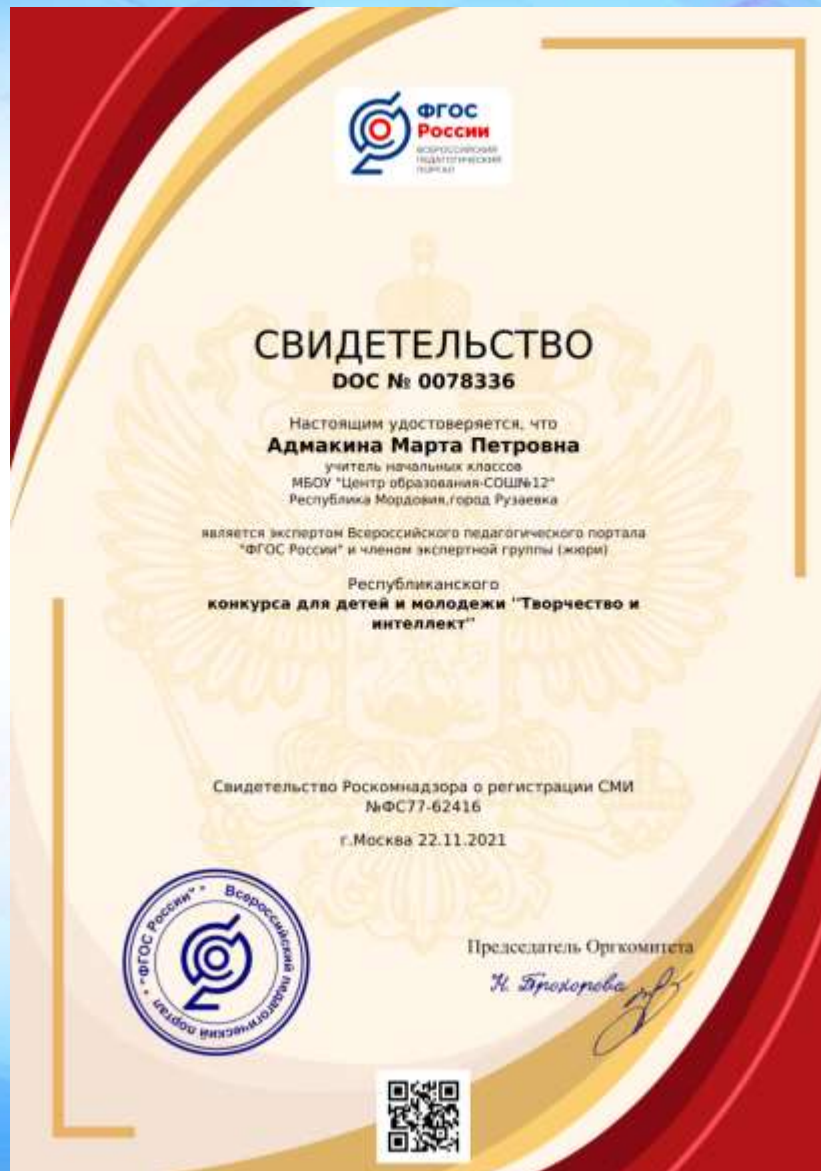 ФГОС
России
ВСЕРОССИЙСКИЙ
ПЕДАГОГИЧЕСКИЙ
ПОРТАЛ
СВИДЕТЕЛЬСТВО
DOC № 0078336
Настоящим удостоверяется, что
Адмакина Марта Петровна
учитель начальных классов
МБОУ "Центр образования-СОШ№12"
Республика Мордовия,город Рузаевка
является экспертом Всероссийского педагогического портала
"ФГОС России" и членом экспертной группы (жюри)
Республиканского
конкурса для детей и молодежи "Творчество и
интеллект"
Свидетельство Роскомнадзора о регистрации СМИ
№ФС77-62416
г.Москва 22.11.2021
Всероссийский педагогический портал • "ФГОС России" •
Председатель Оргкомитета
Н. Прохорова